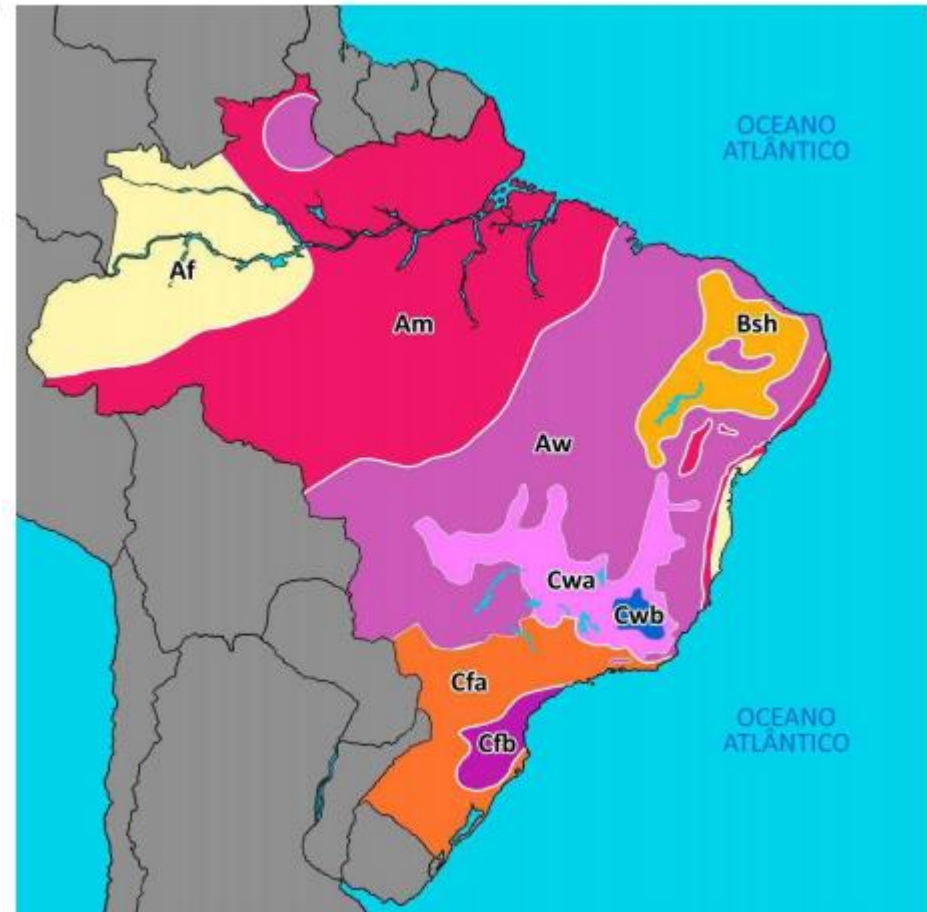 OCEANO
ATLÂNTICO
Af
Am
Bsh
Aw
Cwa
Cwb
Cfa
Cfb
OCEANO
ATLÂNTICO